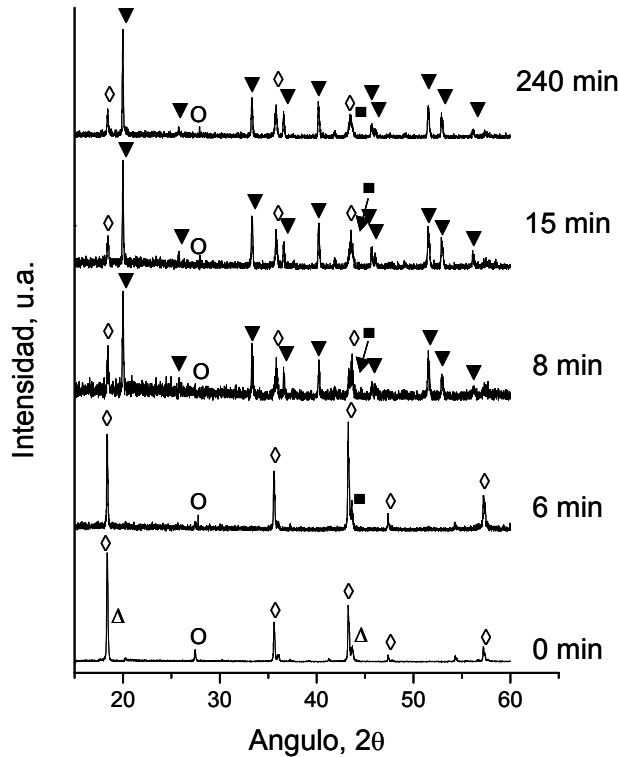 240 min
15 min
8 min
6 min
0 min
Intensidad, u.a.
20 30 40 50 60
Angulo, 2θ